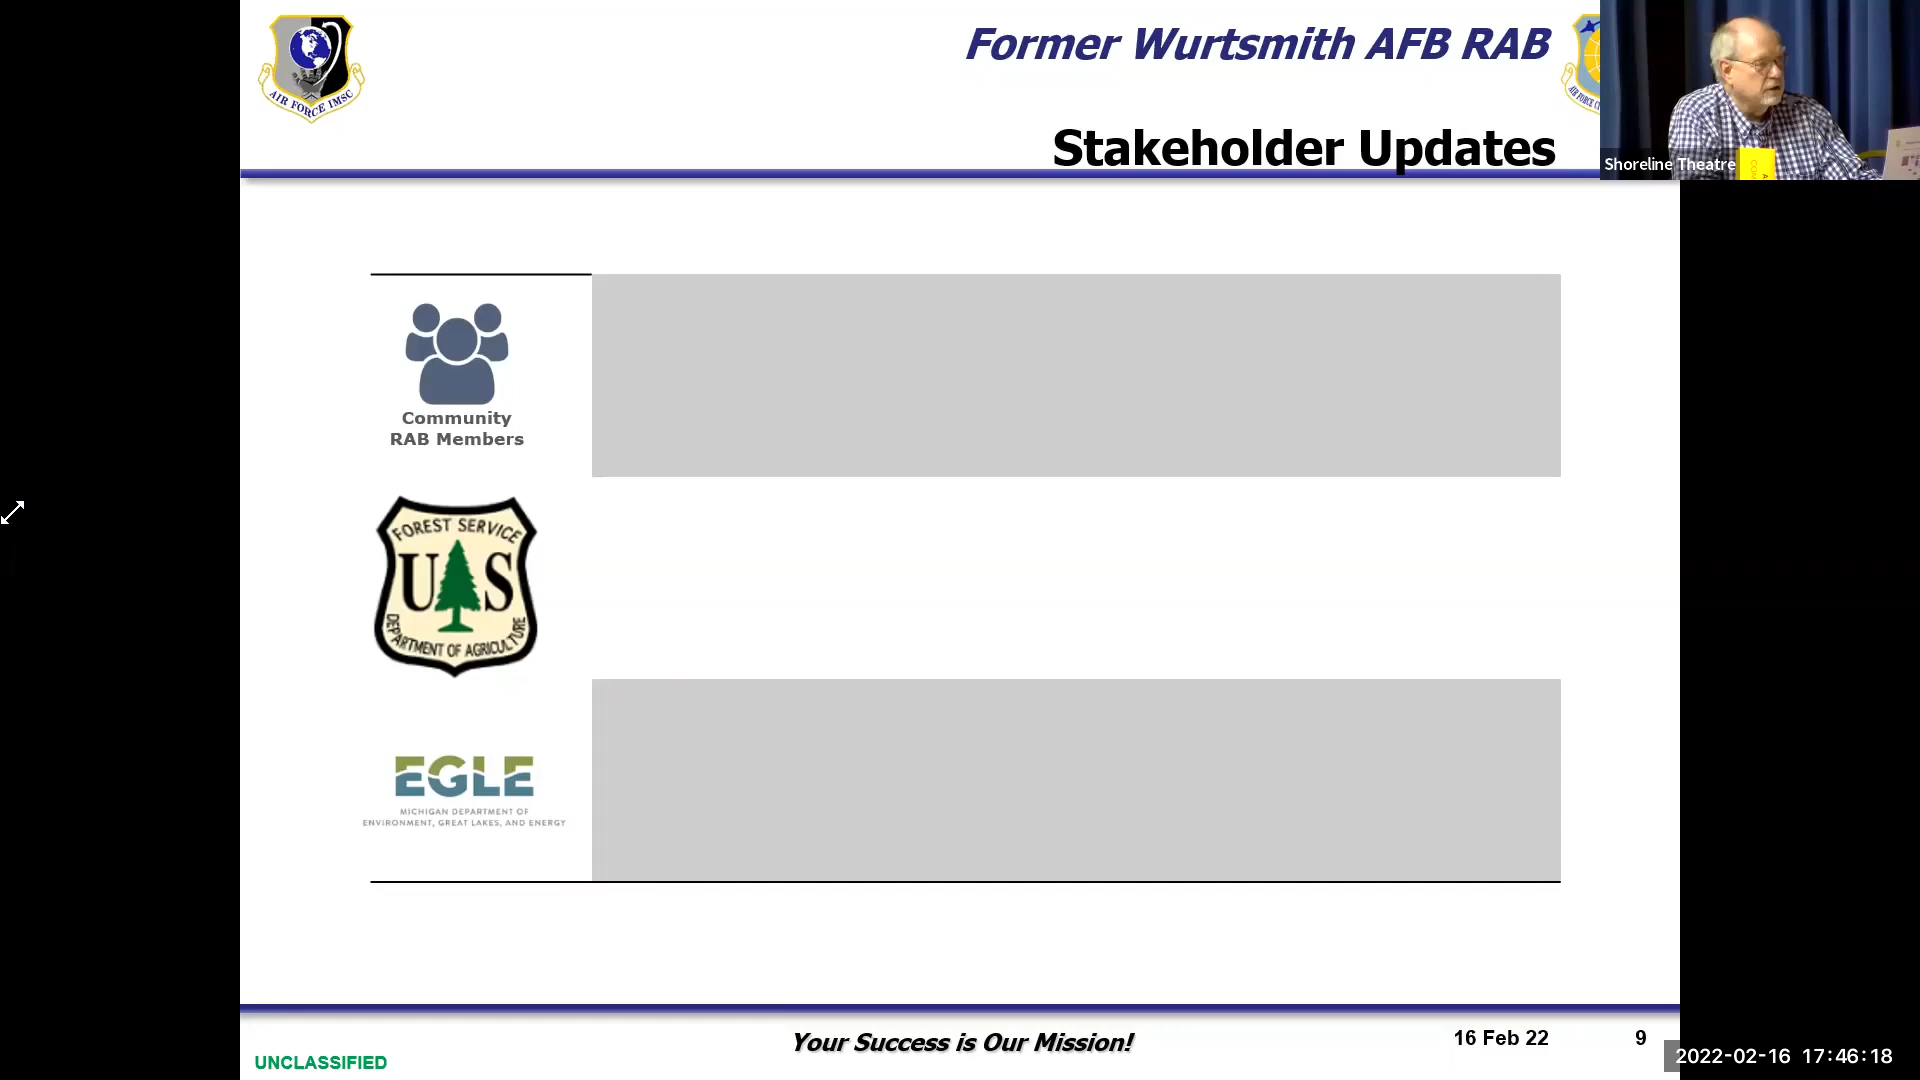 Former Wurtsmith AFB RAB
AIR FORCE IMSC
AIR FORCE C
Stakeholder Updates
Shoreline Theatre
Community
RAB Members
FOREST SERVICE
U S
DEPARTMENT OF AGRICULTURE
EGLE
MICHIGAN DEPARTMENT OF
ENVIRONMENT, GREAT LAKES, AND ENERGY
Your Success is Our Mission!
16 Feb 22
9
UNCLASSIFIED
2022-02-16 17:46:18